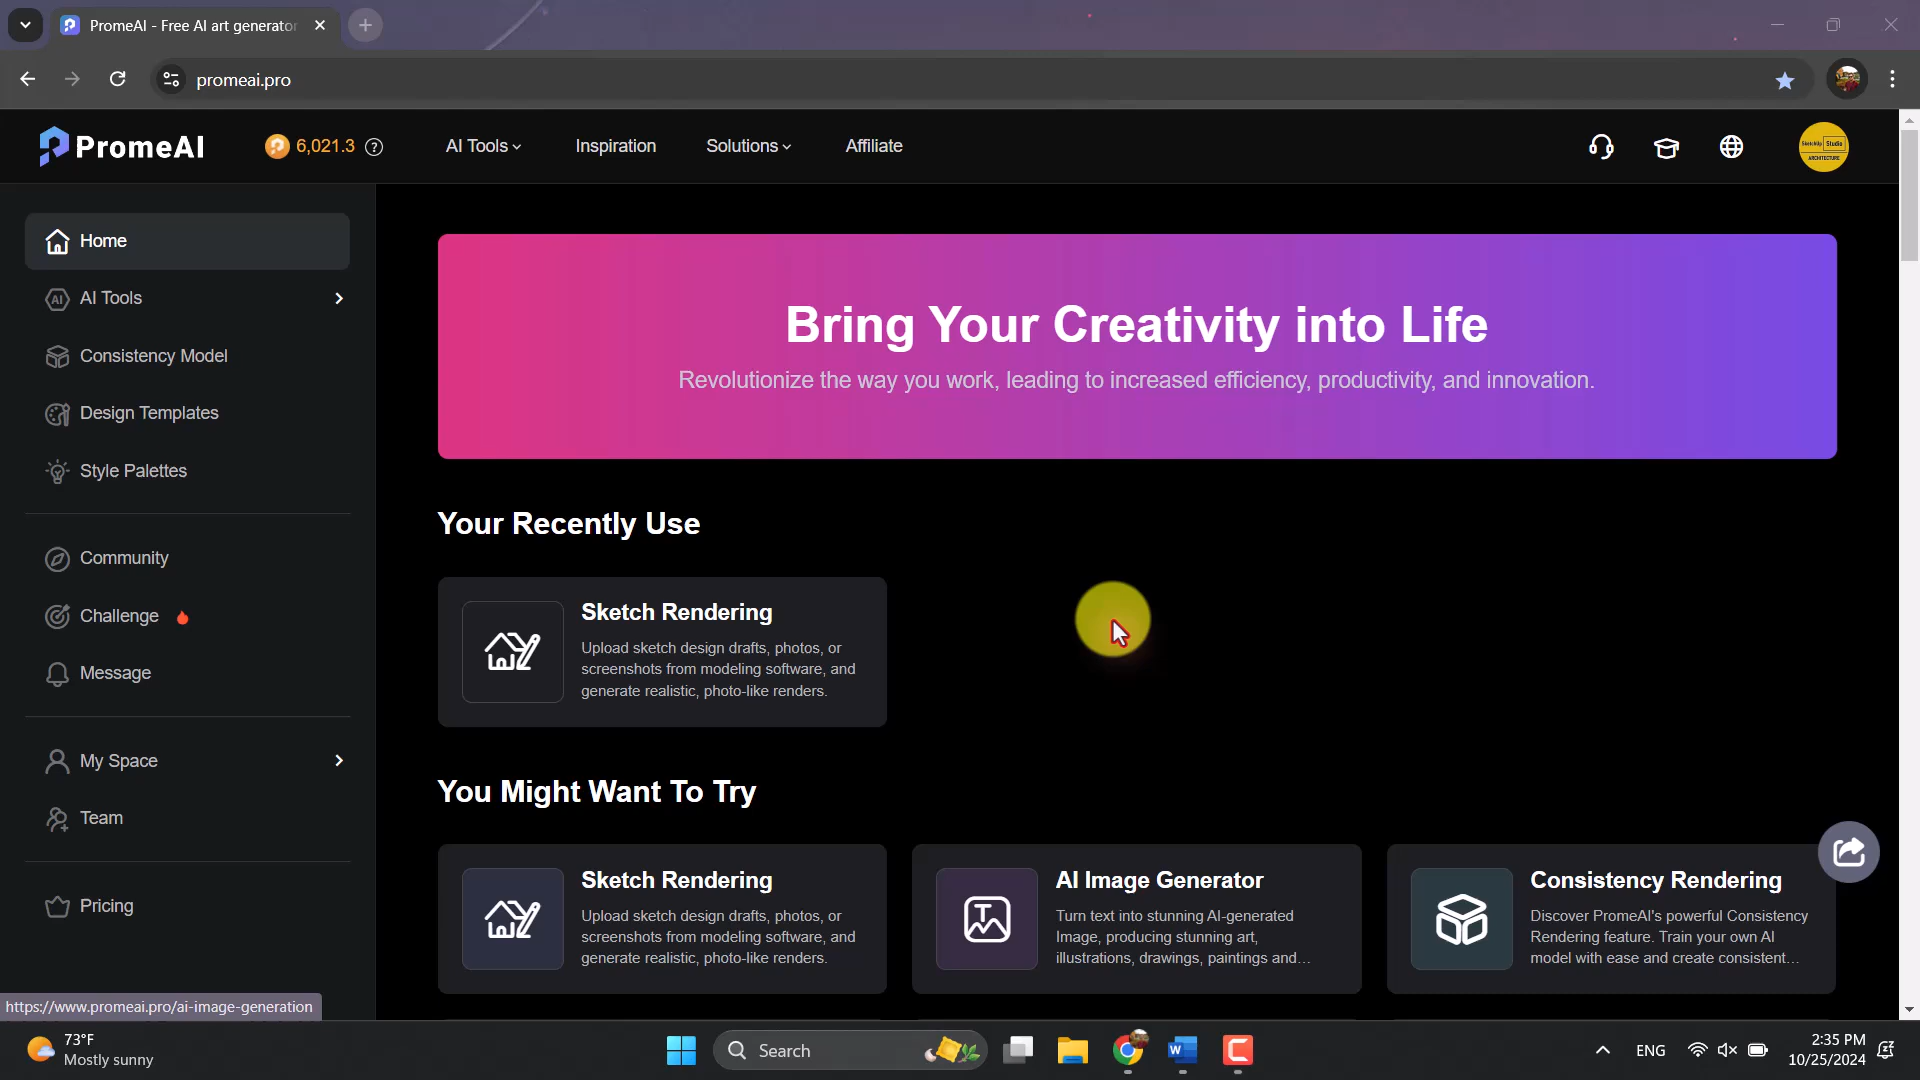 PromeAI - Free AI art generator
promeai.pro
PromeAI
6,021.3
AI Tools
Inspiration
Solutions
Affiliate
SketchUp Studio
ARCHITECTURE
Home
AI Tools
Consistency Model
Design Templates
Style Palettes
Community
Challenge
Message
My Space
Team
Pricing
Bring Your Creativity into Life
Revolutionize the way you work, leading to increased efficiency, productivity, and innovation.
Your Recently Use
Sketch Rendering
Upload sketch design drafts, photos, or
screenshots from modeling software, and
generate realistic, photo-like renders.
You Might Want To Try
Sketch Rendering
Upload sketch design drafts, photos, or
screenshots from modeling software, and
generate realistic, photo-like renders.
AI Image Generator
Turn text into stunning AI-generated
Image, producing stunning art,
illustrations, drawings, paintings and...
Consistency Rendering
Discover PromeAI's powerful Consistency
Rendering feature. Train your own AI
model with ease and create consistent...
https://www.promeai.pro/ai-image-generation
73°F
Mostly sunny
Search
ENG
2:35 PM
10/25/2024